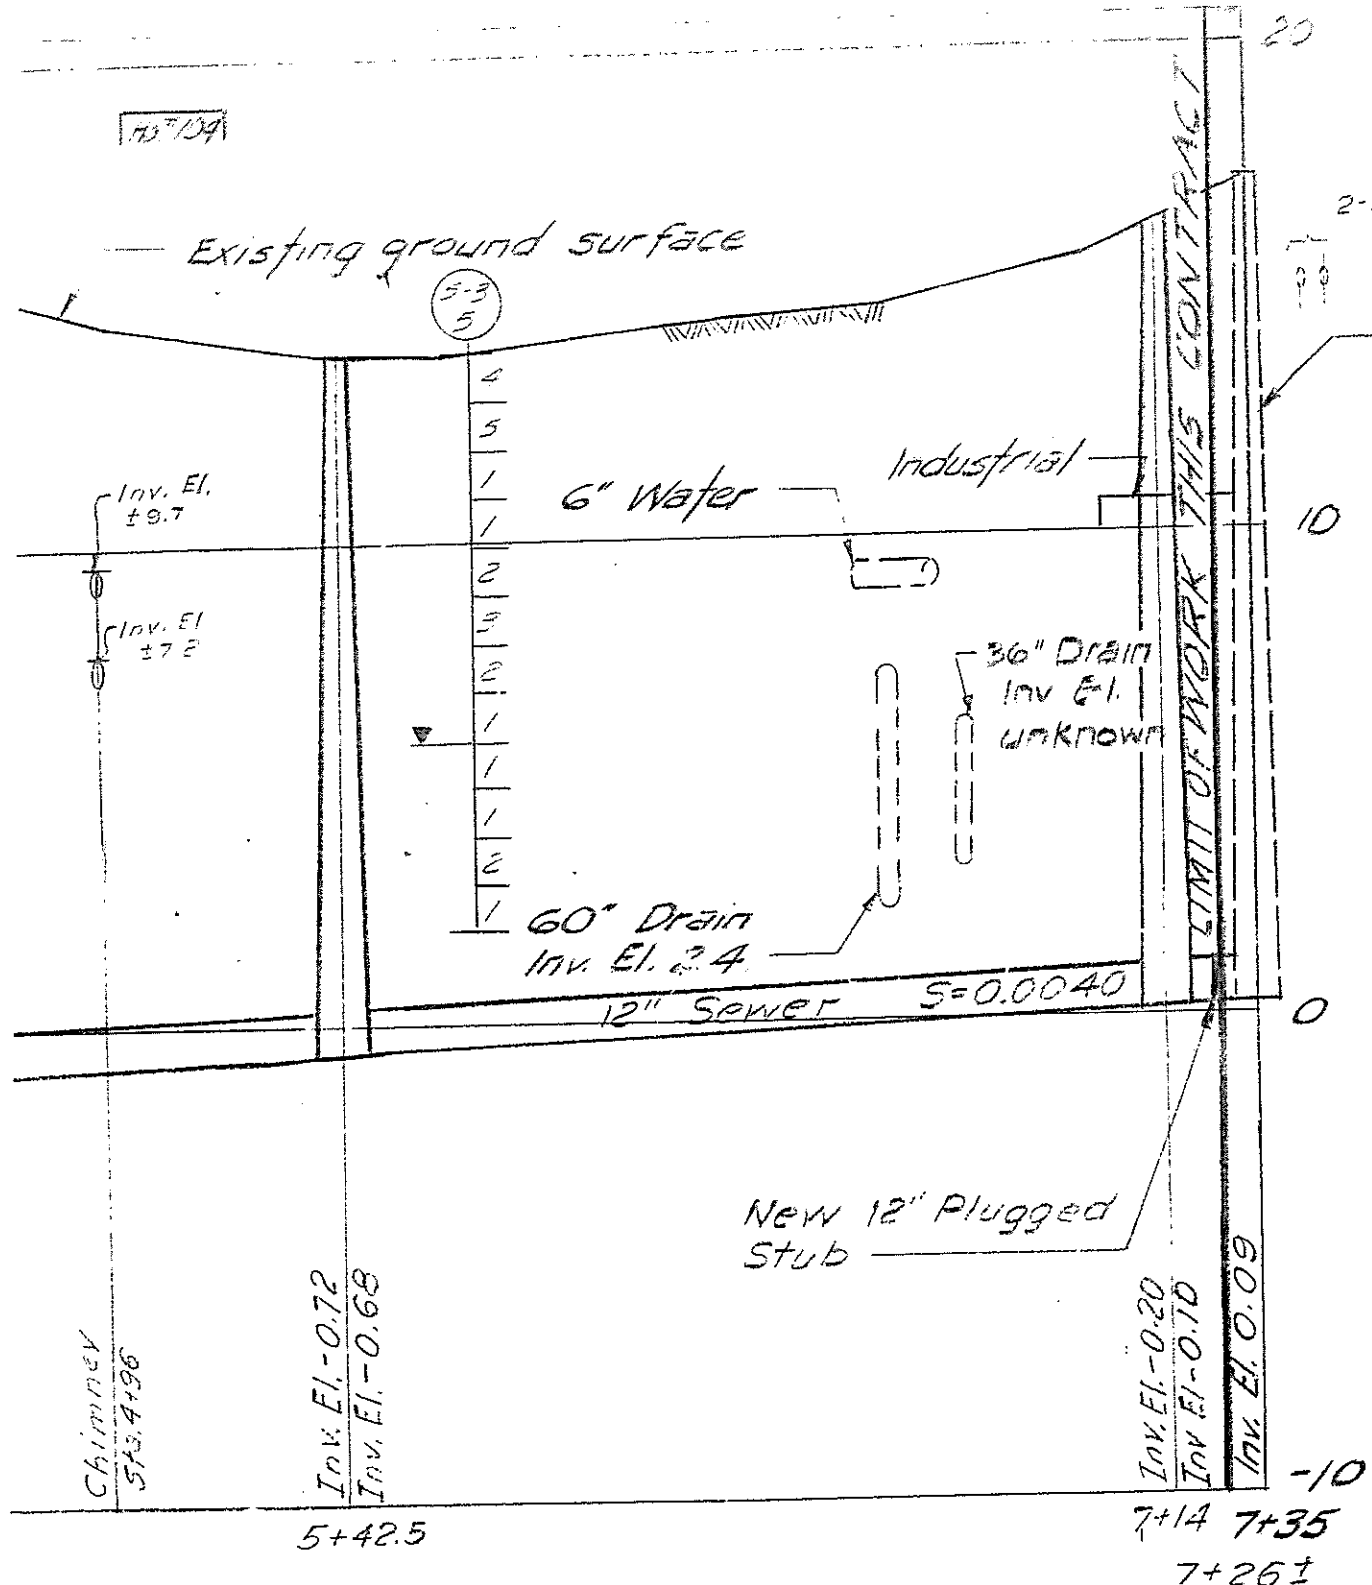 20
Existing ground surface
S-3
5
4
5
1
1
2
3
2
1
1
1
2
1
Inv. El.
±9.7
Inv. El
±7.2
6" Water
Industrial
10
36" Drain
Inv El.
unknown
LIMIT OF WORK THIS CONTRACT
60" Drain
Inv. El. 2.4
12" Sewer S=0.0040
0
New 12" Plugged
Stub
Chimney
Sta. 4+96
Inv. El.-0.72
Inv. El.-0.68
Inv. El.-0.20
Inv El-0.10
Inv. El. 0.09
-10
5+42.5
7+14
7+35
7+26±